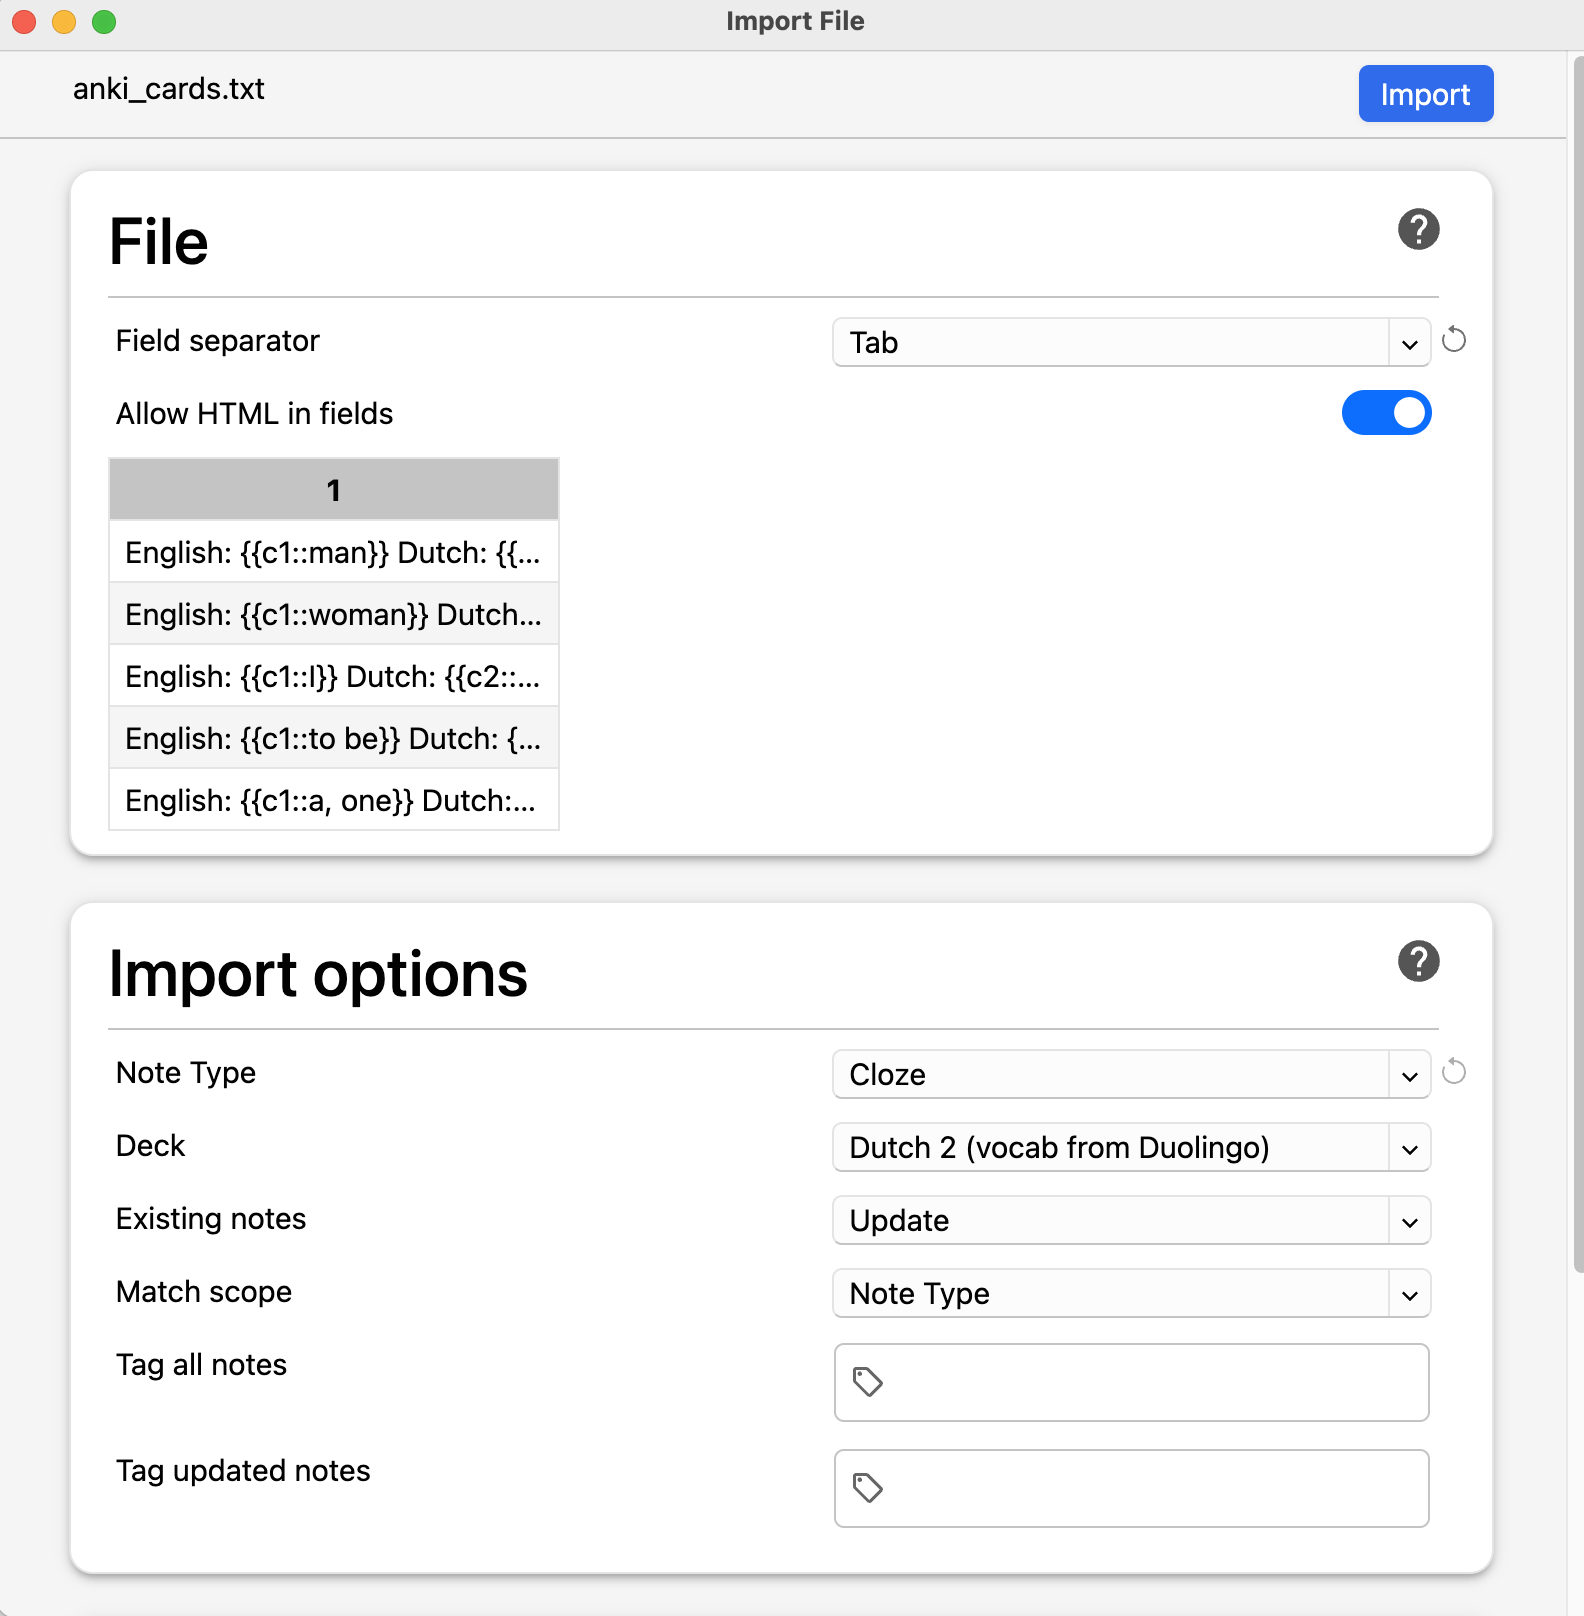 Import File
anki_cards.txt
Import
File
?
Field separator
Tab
Allow HTML in fields
1
English: {{c1::man}} Dutch: {{...
English: {{c1::woman}} Dutch...
English: {{c1::I}} Dutch: {{c2::...
English: {{c1::to be}} Dutch: {...
English: {{c1::a, one}} Dutch:...
Import options
?
Note Type
Cloze
Deck
Dutch 2 (vocab from Duolingo)
Existing notes
Update
Match scope
Note Type
Tag all notes
Tag updated notes